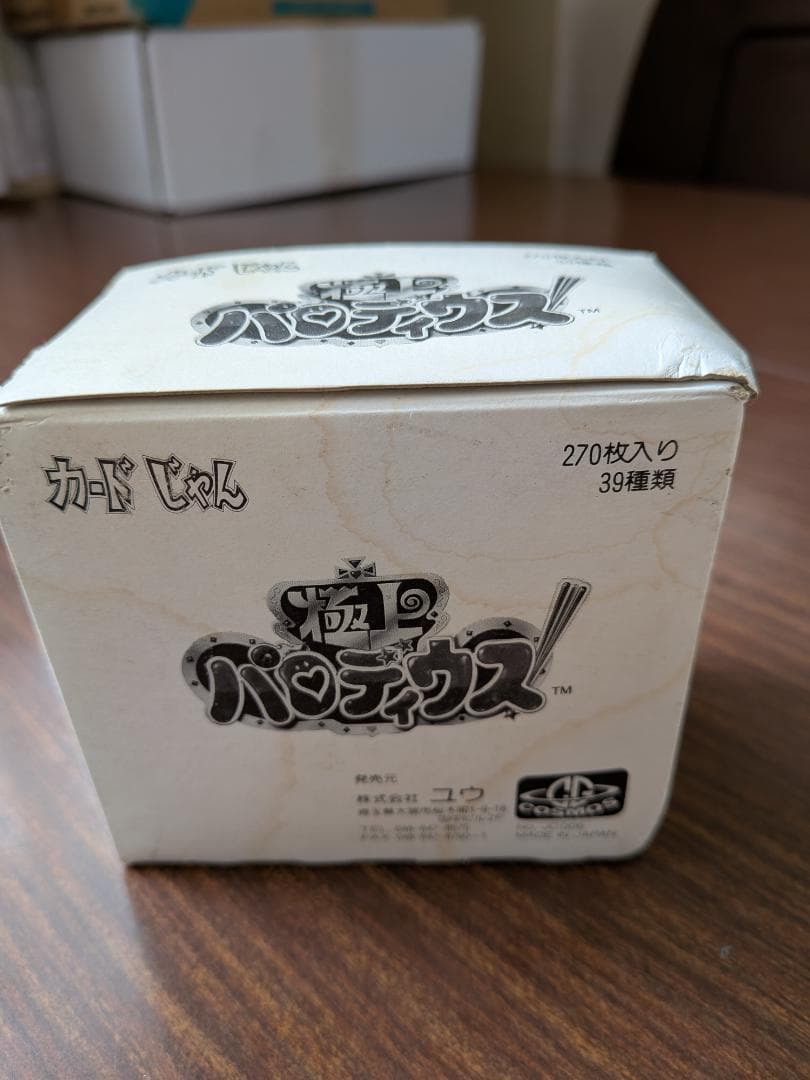 カード じゃん
極上
パロディウス
TM
カード じゃん
270枚入り
39種類
極上
パロディウス
TM
発売元
株式会社 ユウ
COSMOS
MADE IN JAPAN